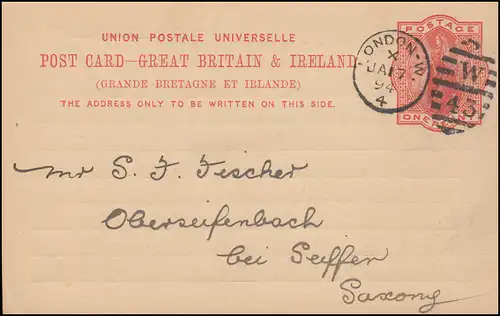 UNION POSTALE UNIVERSELLE
POST CARD—GREAT BRITAIN & IRELAND
(GRANDE BRETAGNE ET IRLANDE)
THE ADDRESS ONLY TO BE WRITTEN ON THIS SIDE.
POSTAGE
ONE
LONDON-W
X
JA 17
94
4
W
43
Mr S. F. Fischer
Oberseifenbach
bei Seiffen
Saxony